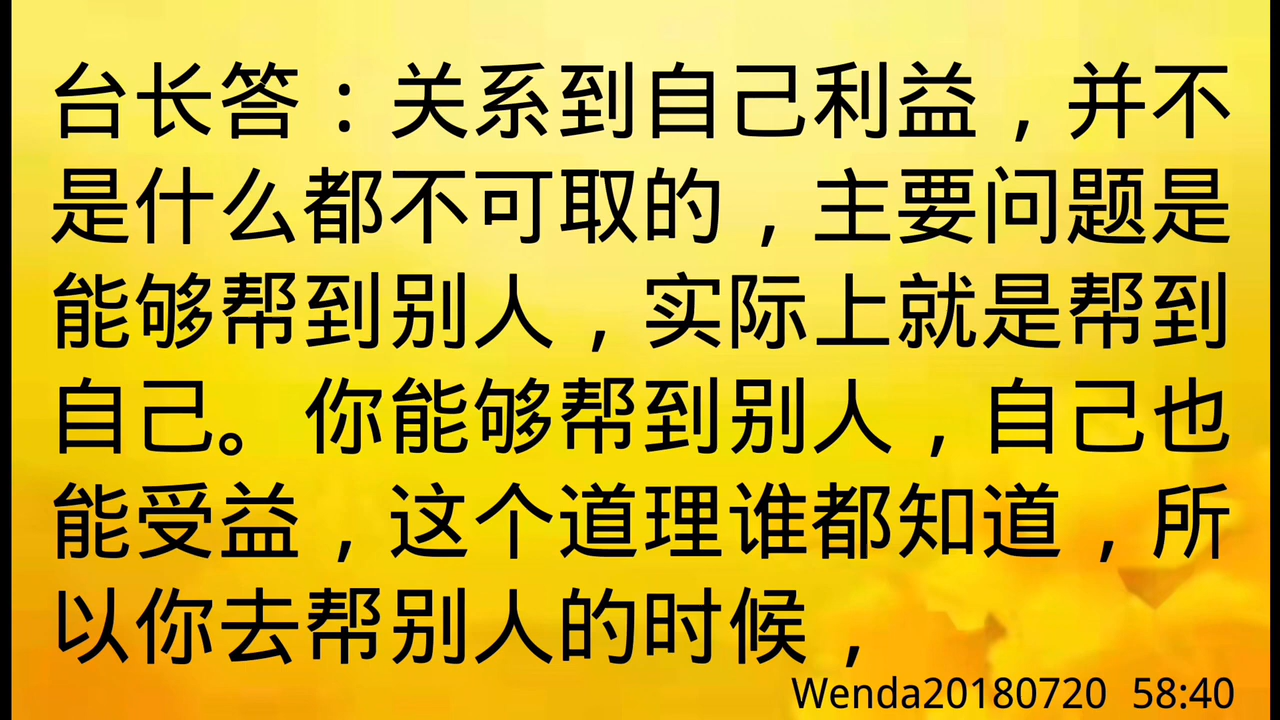 台长答：关系到自己利益，并不
是什么都不可取的，主要问题是
能够帮到别人，实际上就是帮到
自己。你能够帮到别人，自己也
能受益，这个道理谁都知道，所
以你去帮别人的时候，
Wenda20180720 58:40